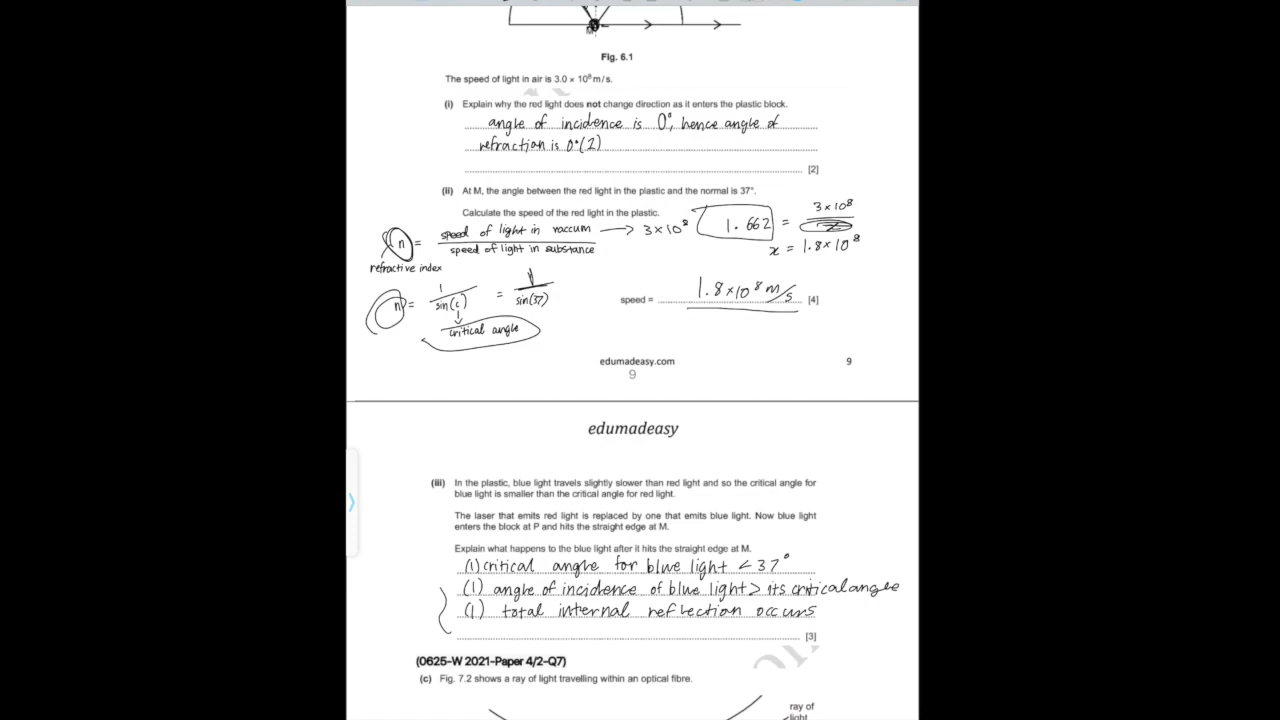 M
Fig. 6.1
The speed of light in air is 3.0 × 10⁸ m/s.
(i) Explain why the red light does not change direction as it enters the plastic block.
angle of incidence is 0°, hence angle of
refraction is 0°(2)
[2]
(ii) At M, the angle between the red light in the plastic and the normal is 37°.
Calculate the speed of the red light in the plastic.
n = speed of light in vaccum / speed of light in substance → 3×10⁸
refractive index
1.662 = 3×10⁸
x = 1.8×10⁸
n = 1 / sin(c) = 1 / sin(37)
critical angle
speed = 1.8×10⁸ m/s [4]
edumadeasy.com
9
9
edumadeasy
(iii) In the plastic, blue light travels slightly slower than red light and so the critical angle for
blue light is smaller than the critical angle for red light.
The laser that emits red light is replaced by one that emits blue light. Now blue light
enters the block at P and hits the straight edge at M.
Explain what happens to the blue light after it hits the straight edge at M.
(1) critical angle for blue light < 37°
(1) angle of incidence of blue light > its critical angle
(1) total internal reflection occurs
[3]
(0625-W 2021-Paper 4/2-Q7)
(c) Fig. 7.2 shows a ray of light travelling within an optical fibre.
ray of
light